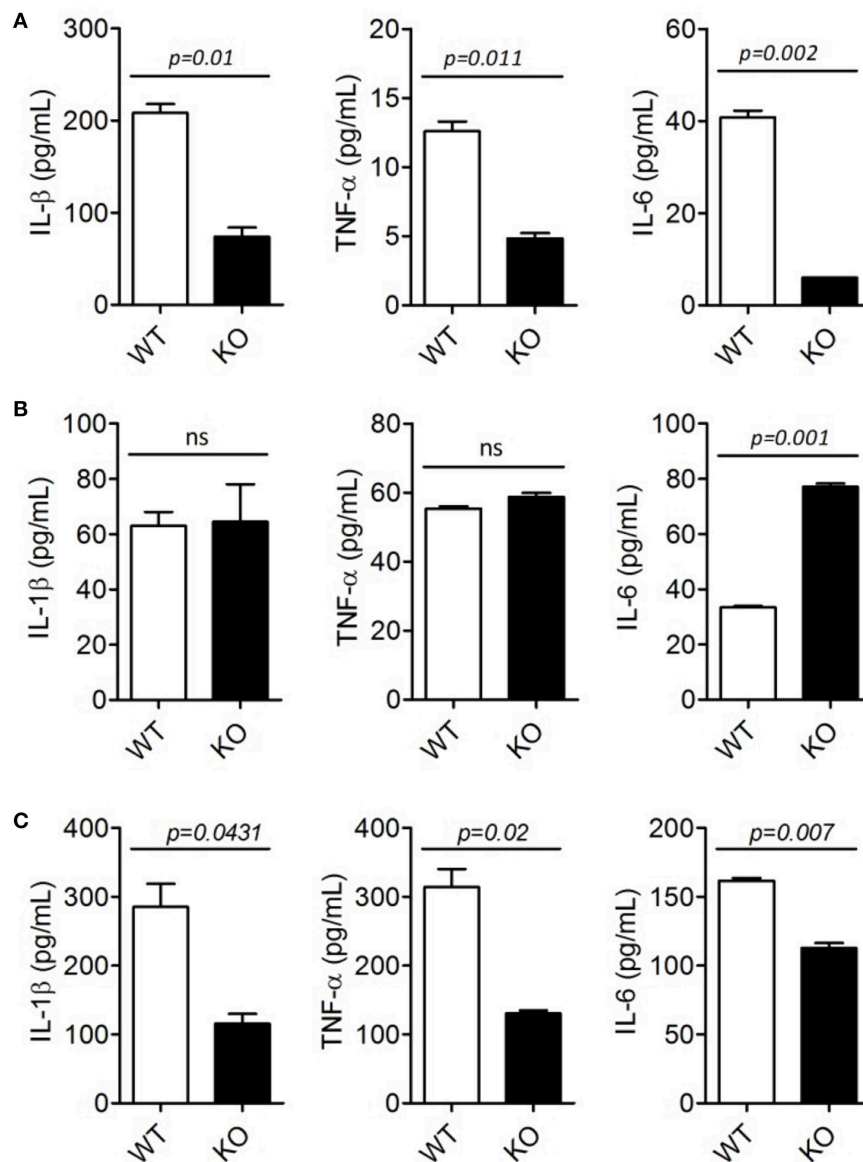 A
IL-β (pg/mL)
300
200
100
0
p=0.01
WT
KO
TNF-α (pg/mL)
20
15
10
5
0
p=0.011
WT
KO
IL-6 (pg/mL)
60
40
20
0
p=0.002
WT
KO
B
IL-1β (pg/mL)
100
80
60
40
20
0
ns
WT
KO
TNF-α (pg/mL)
80
60
40
20
0
ns
WT
KO
IL-6 (pg/mL)
100
80
60
40
20
0
p=0.001
WT
KO
C
IL-1β (pg/mL)
400
300
200
100
0
p=0.0431
WT
KO
TNF-α (pg/mL)
400
300
200
100
0
p=0.02
WT
KO
IL-6 (pg/mL)
200
150
100
50
0
p=0.007
WT
KO